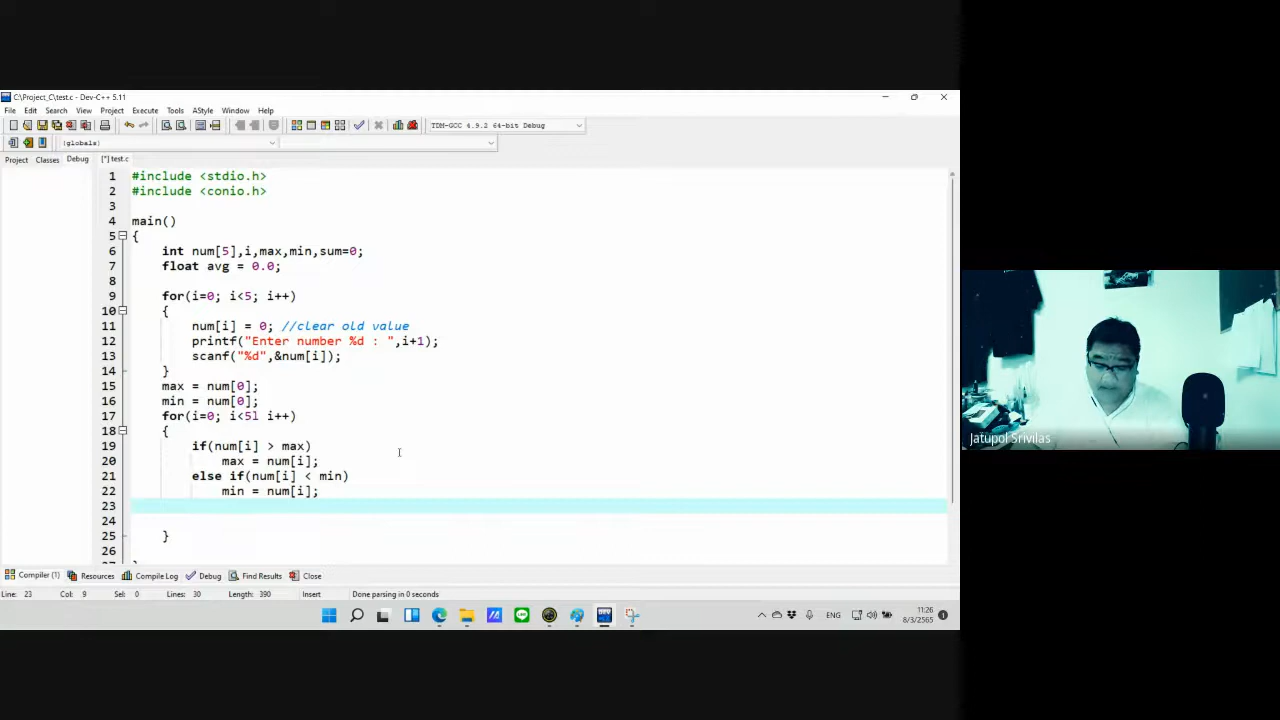 C:\Project_C\test.c - Dev-C++ 5.11
File Edit Search View Project Execute Tools AStyle Window Help
TDM-GCC 4.9.2 64-bit Debug
(globals)
Project Classes Debug [*] test.c
1 #include <stdio.h>
2 #include <conio.h>
3
4 main()
5 {
6 int num[5],i,max,min,sum=0;
7 float avg = 0.0;
8
9 for(i=0; i<5; i++)
10 {
11 num[i] = 0; //clear old value
12 printf("Enter number %d : ",i+1);
13 scanf("%d",&num[i]);
14 }
15 max = num[0];
16 min = num[0];
17 for(i=0; i<5l i++)
18 {
19 if(num[i] > max)
20 max = num[i];
21 else if(num[i] < min)
22 min = num[i];
23
24
25 }
26
Jatupol Srivilas
Compiler (1) Resources Compile Log Debug Find Results Close
Line: 23 Col: 9 Sel: 0 Lines: 30 Length: 390 Insert Done parsing in 0 seconds
DEV ENG 11:26
8/3/2565